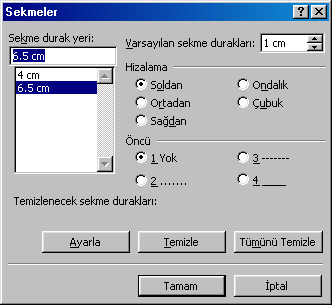 Sekmeler
Sekme durak yeri:
6.5 cm
4 cm
6.5 cm
Varsayılan sekme durakları: 1 cm
Hizalama
Soldan Ondalık
Ortadan Çubuk
Sağdan
Öncü
1 Yok 3 -------
2 ....... 4 ____
Temizlenecek sekme durakları:
Ayarla Temizle Tümünü Temizle
Tamam İptal